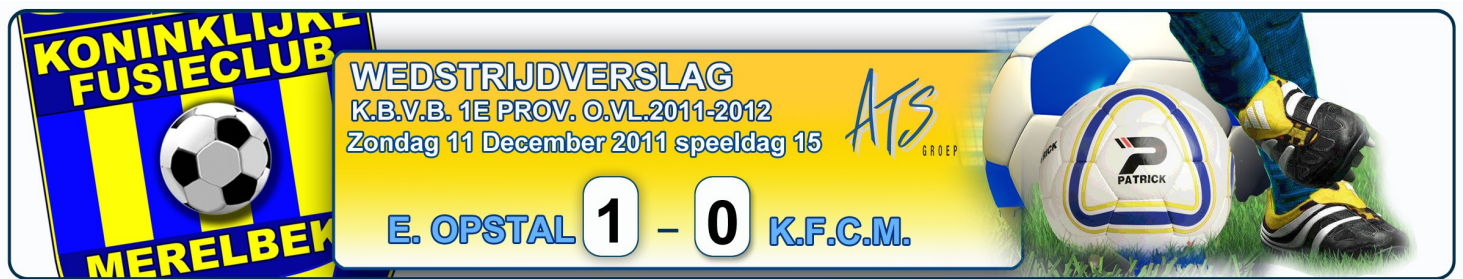 KONINKLIJKE
FUSIECLUB
MERELBEK
WEDSTRIJDVERSLAG
K.B.V.B. 1E PROV. O.VL.2011-2012
Zondag 11 December 2011 speeldag 15
ATS
GROEP
E. OPSTAL 1 – 0 K.F.C.M.
RICK
PATRICK